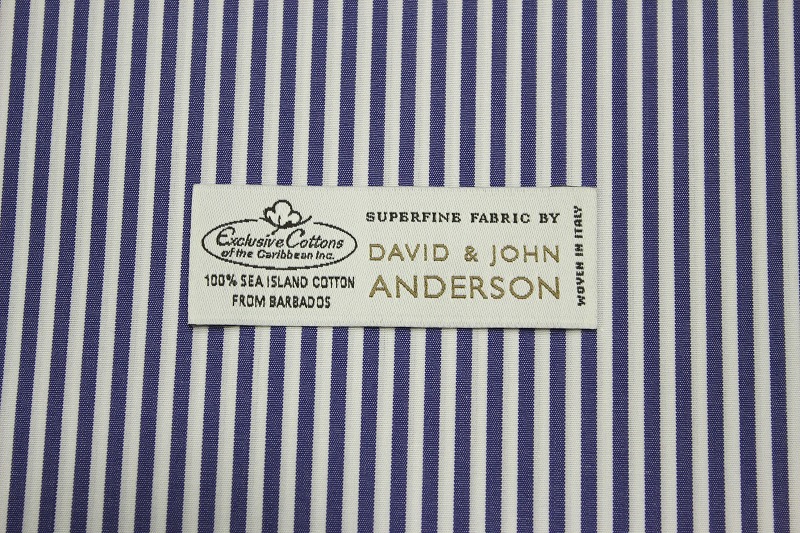 Exclusive Cottons
of the Caribbean Inc.
100% SEA ISLAND COTTON
FROM BARBADOS
SUPERFINE FABRIC BY
DAVID & JOHN
ANDERSON
WOVEN IN ITALY